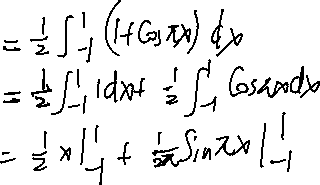 = 1/2 ∫_{-1}^{1} (1+Cos πx) dx
= 1/2 ∫_{-1}^{1} 1dx + 1/2 ∫_{-1}^{1} Cos πx dx
= 1/2 x |_{-1}^{1} + 1/2π Sin πx |_{-1}^{1}